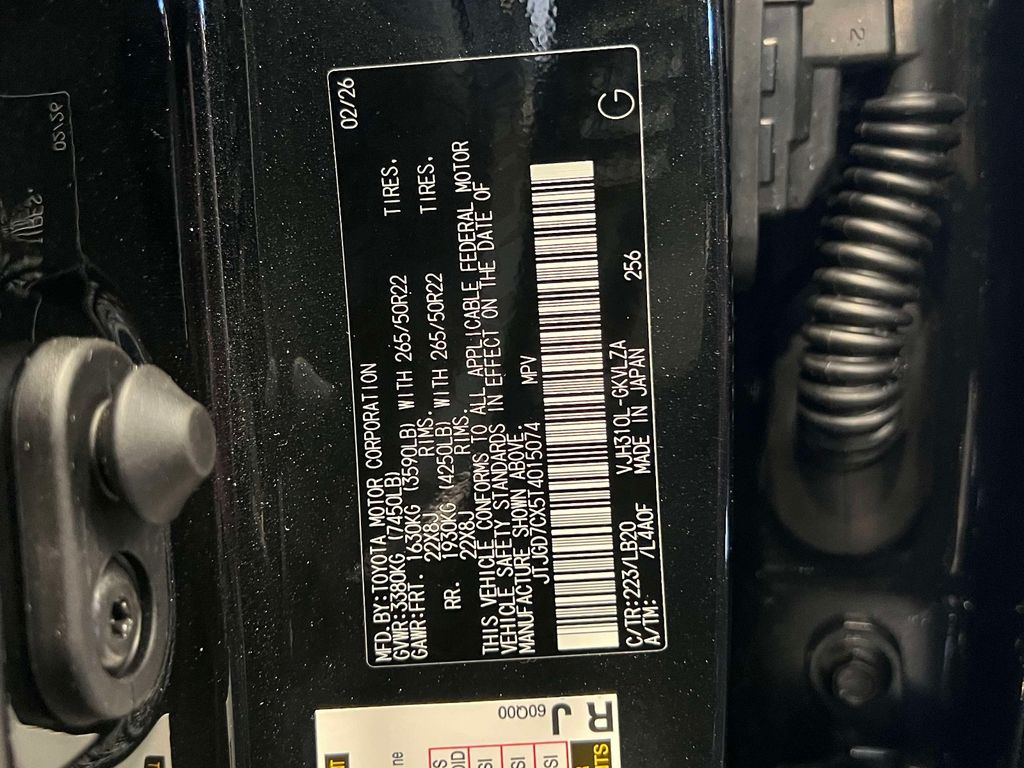 02/26
MFD.BY:TOYOTA MOTOR CORPORATION
GVWR:3380KG (7450LB)
GAWR:FRT. 1630KG (3590LB) WITH 265/50R22 TIRES.
22X8J RIMS.
RR. 1930KG (4250LB) WITH 265/50R22 TIRES.
22X8J RIMS.
THIS VEHICLE CONFORMS TO ALL APPLICABLE FEDERAL MOTOR
VEHICLE SAFETY STANDARDS IN EFFECT ON THE DATE OF
MANUFACTURE SHOWN ABOVE.
JTJGD7CX5T4015074 MPV
C/TR:223/LB20 VJH310L-GKVLZA
A/TM: /L4A0F MADE IN JAPAN 256
G
60Q00
R
J
2